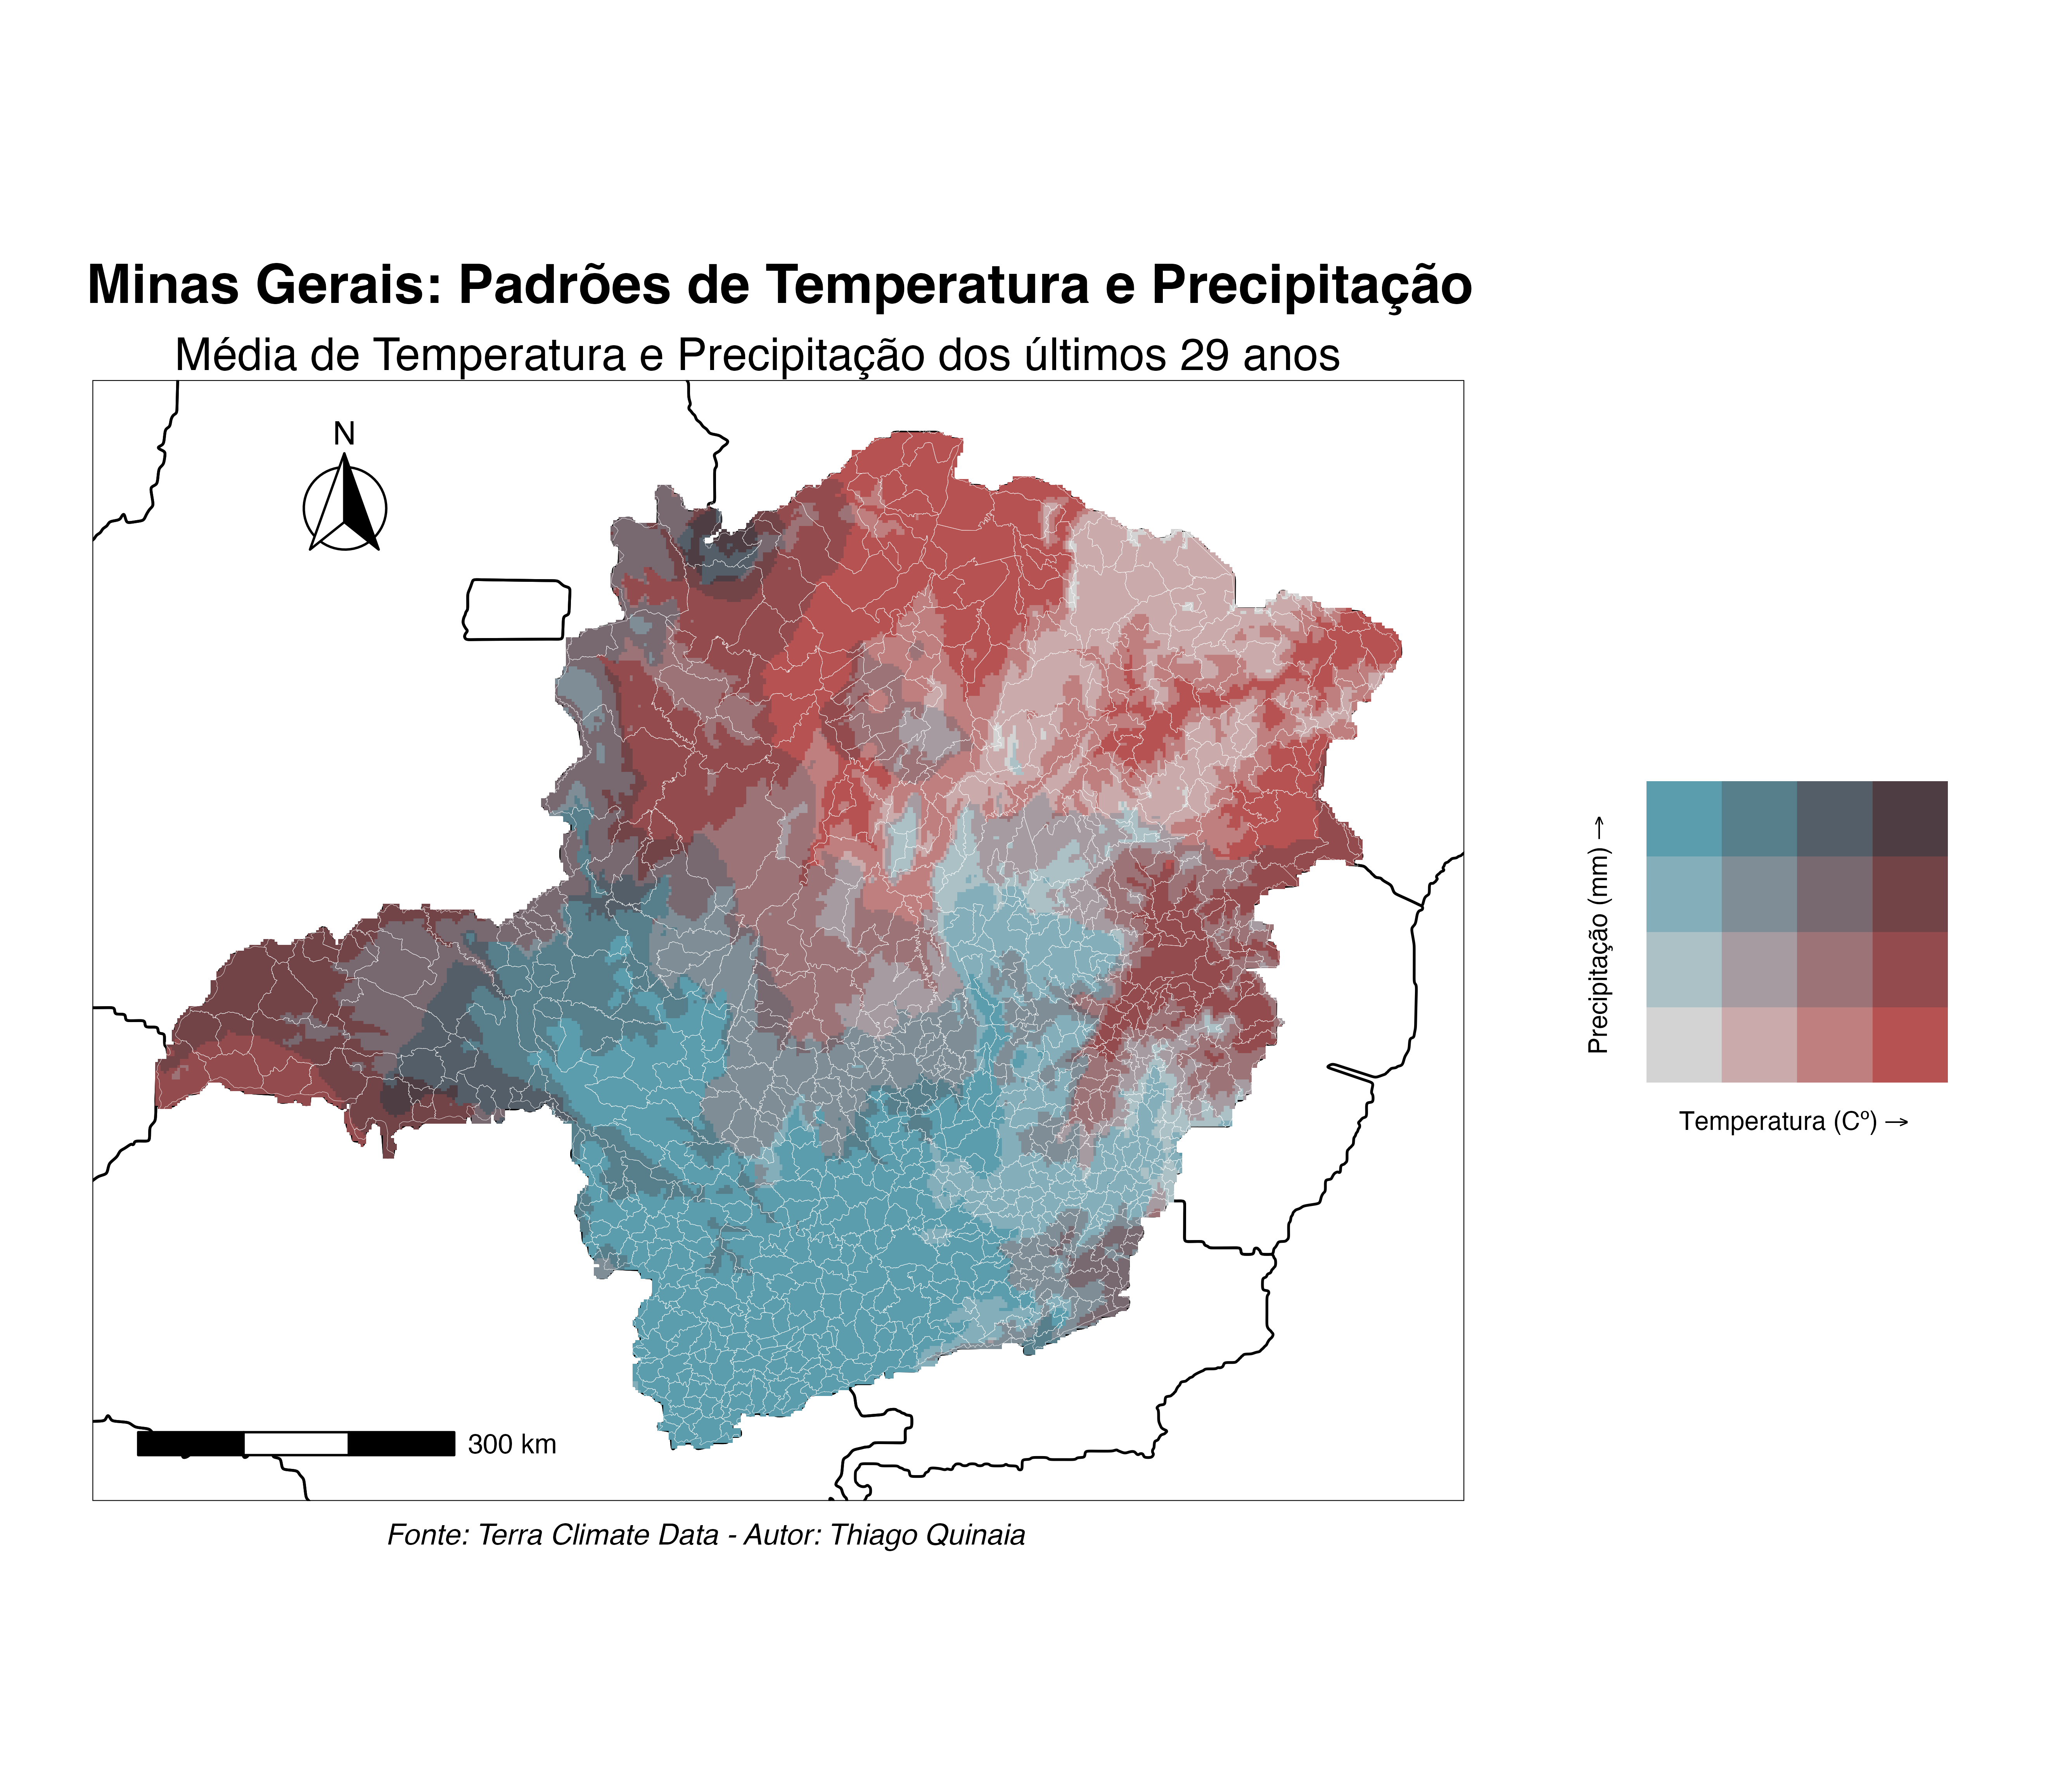 Minas Gerais: Padrões de Temperatura e Precipitação
Média de Temperatura e Precipitação dos últimos 29 anos
N
300 km
Precipitação (mm) →
Temperatura (Cº) →
Fonte: Terra Climate Data - Autor: Thiago Quinaia